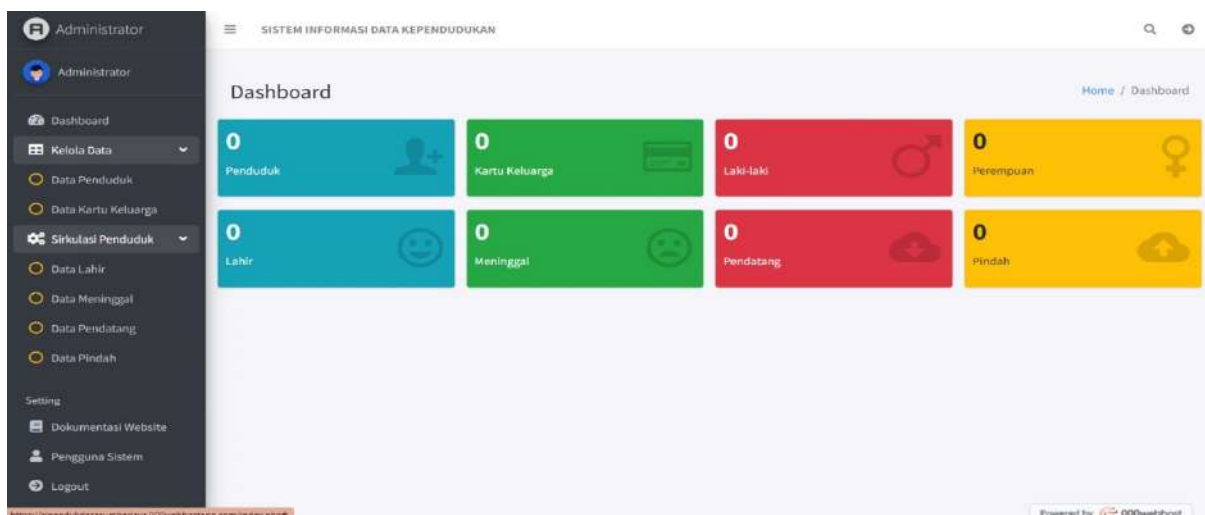 Administrator
SISTEM INFORMASI DATA KEPENDUDUKAN
Administrator
Dashboard
Kelola Data
Data Penduduk
Data Kartu Keluarga
Sirkulasi Penduduk
Data Lahir
Data Meninggal
Data Pendatang
Data Pindah
Setting
Dokumentasi Website
Pengguna Sistem
Logout
Dashboard
Home / Dashboard
0
Penduduk
0
Kartu Keluarga
0
Laki-laki
0
Perempuan
0
Lahir
0
Meninggal
0
Pendatang
0
Pindah
Powered by 000webhost